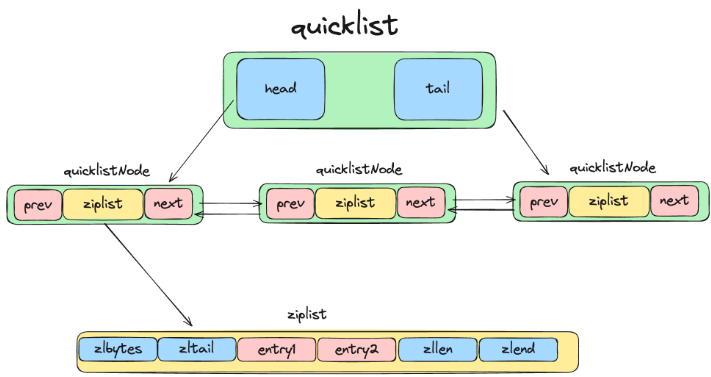 quicklist
head tail
quicklistNode quicklistNode quicklistNode
prev ziplist next prev ziplist next prev ziplist next
ziplist
zlbytes zltail entry1 entry2 zllen zlend